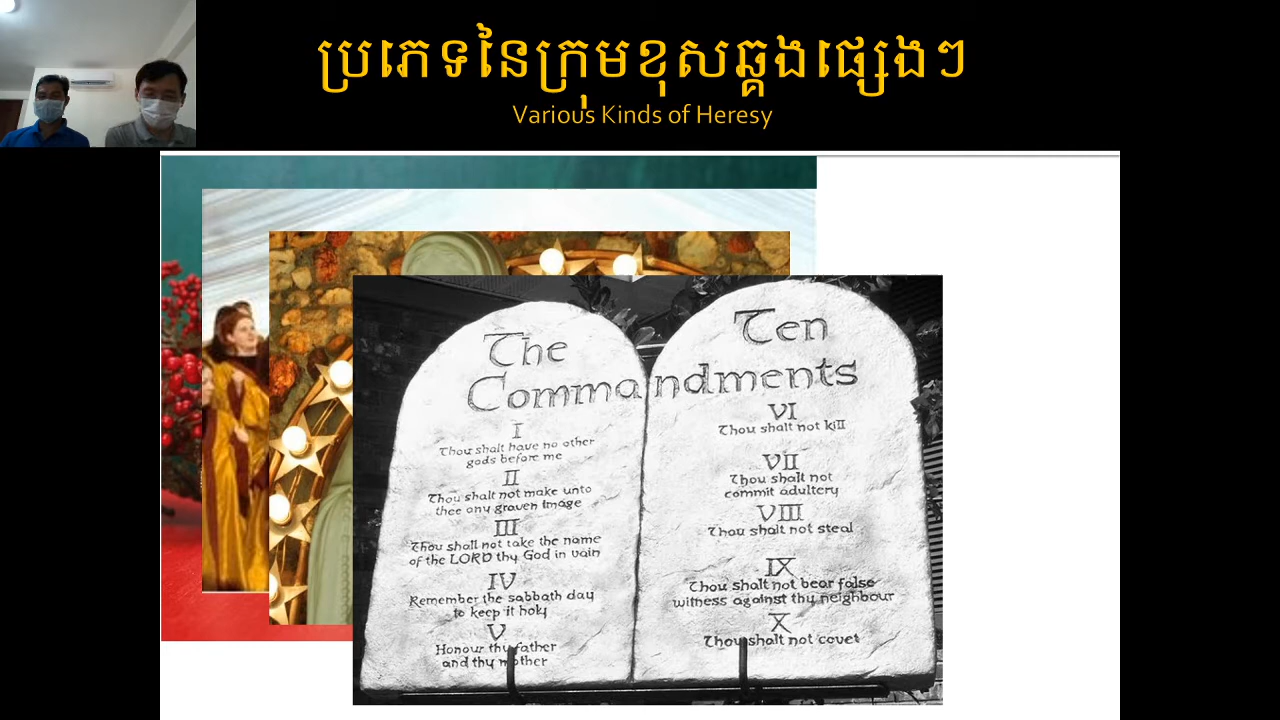 ប្រភេទនៃក្រុមខុសឆ្គងផ្សេងៗ
Various Kinds of Heresy
The Ten
Commandments
I
Thou shalt have no other
gods before me
II
Thou shalt not make unto
thee any graven image
III
Thou shalt not take the name
of the LORD thy God in vain
IV
Remember the sabbath day
to keep it holy
V
Honour thy father
and thy mother
VI
Thou shalt not kill
VII
Thou shalt not
commit adultery
VIII
Thou shalt not steal
IX
Thou shalt not bear false
witness against thy neighbour
X
Thou shalt not covet